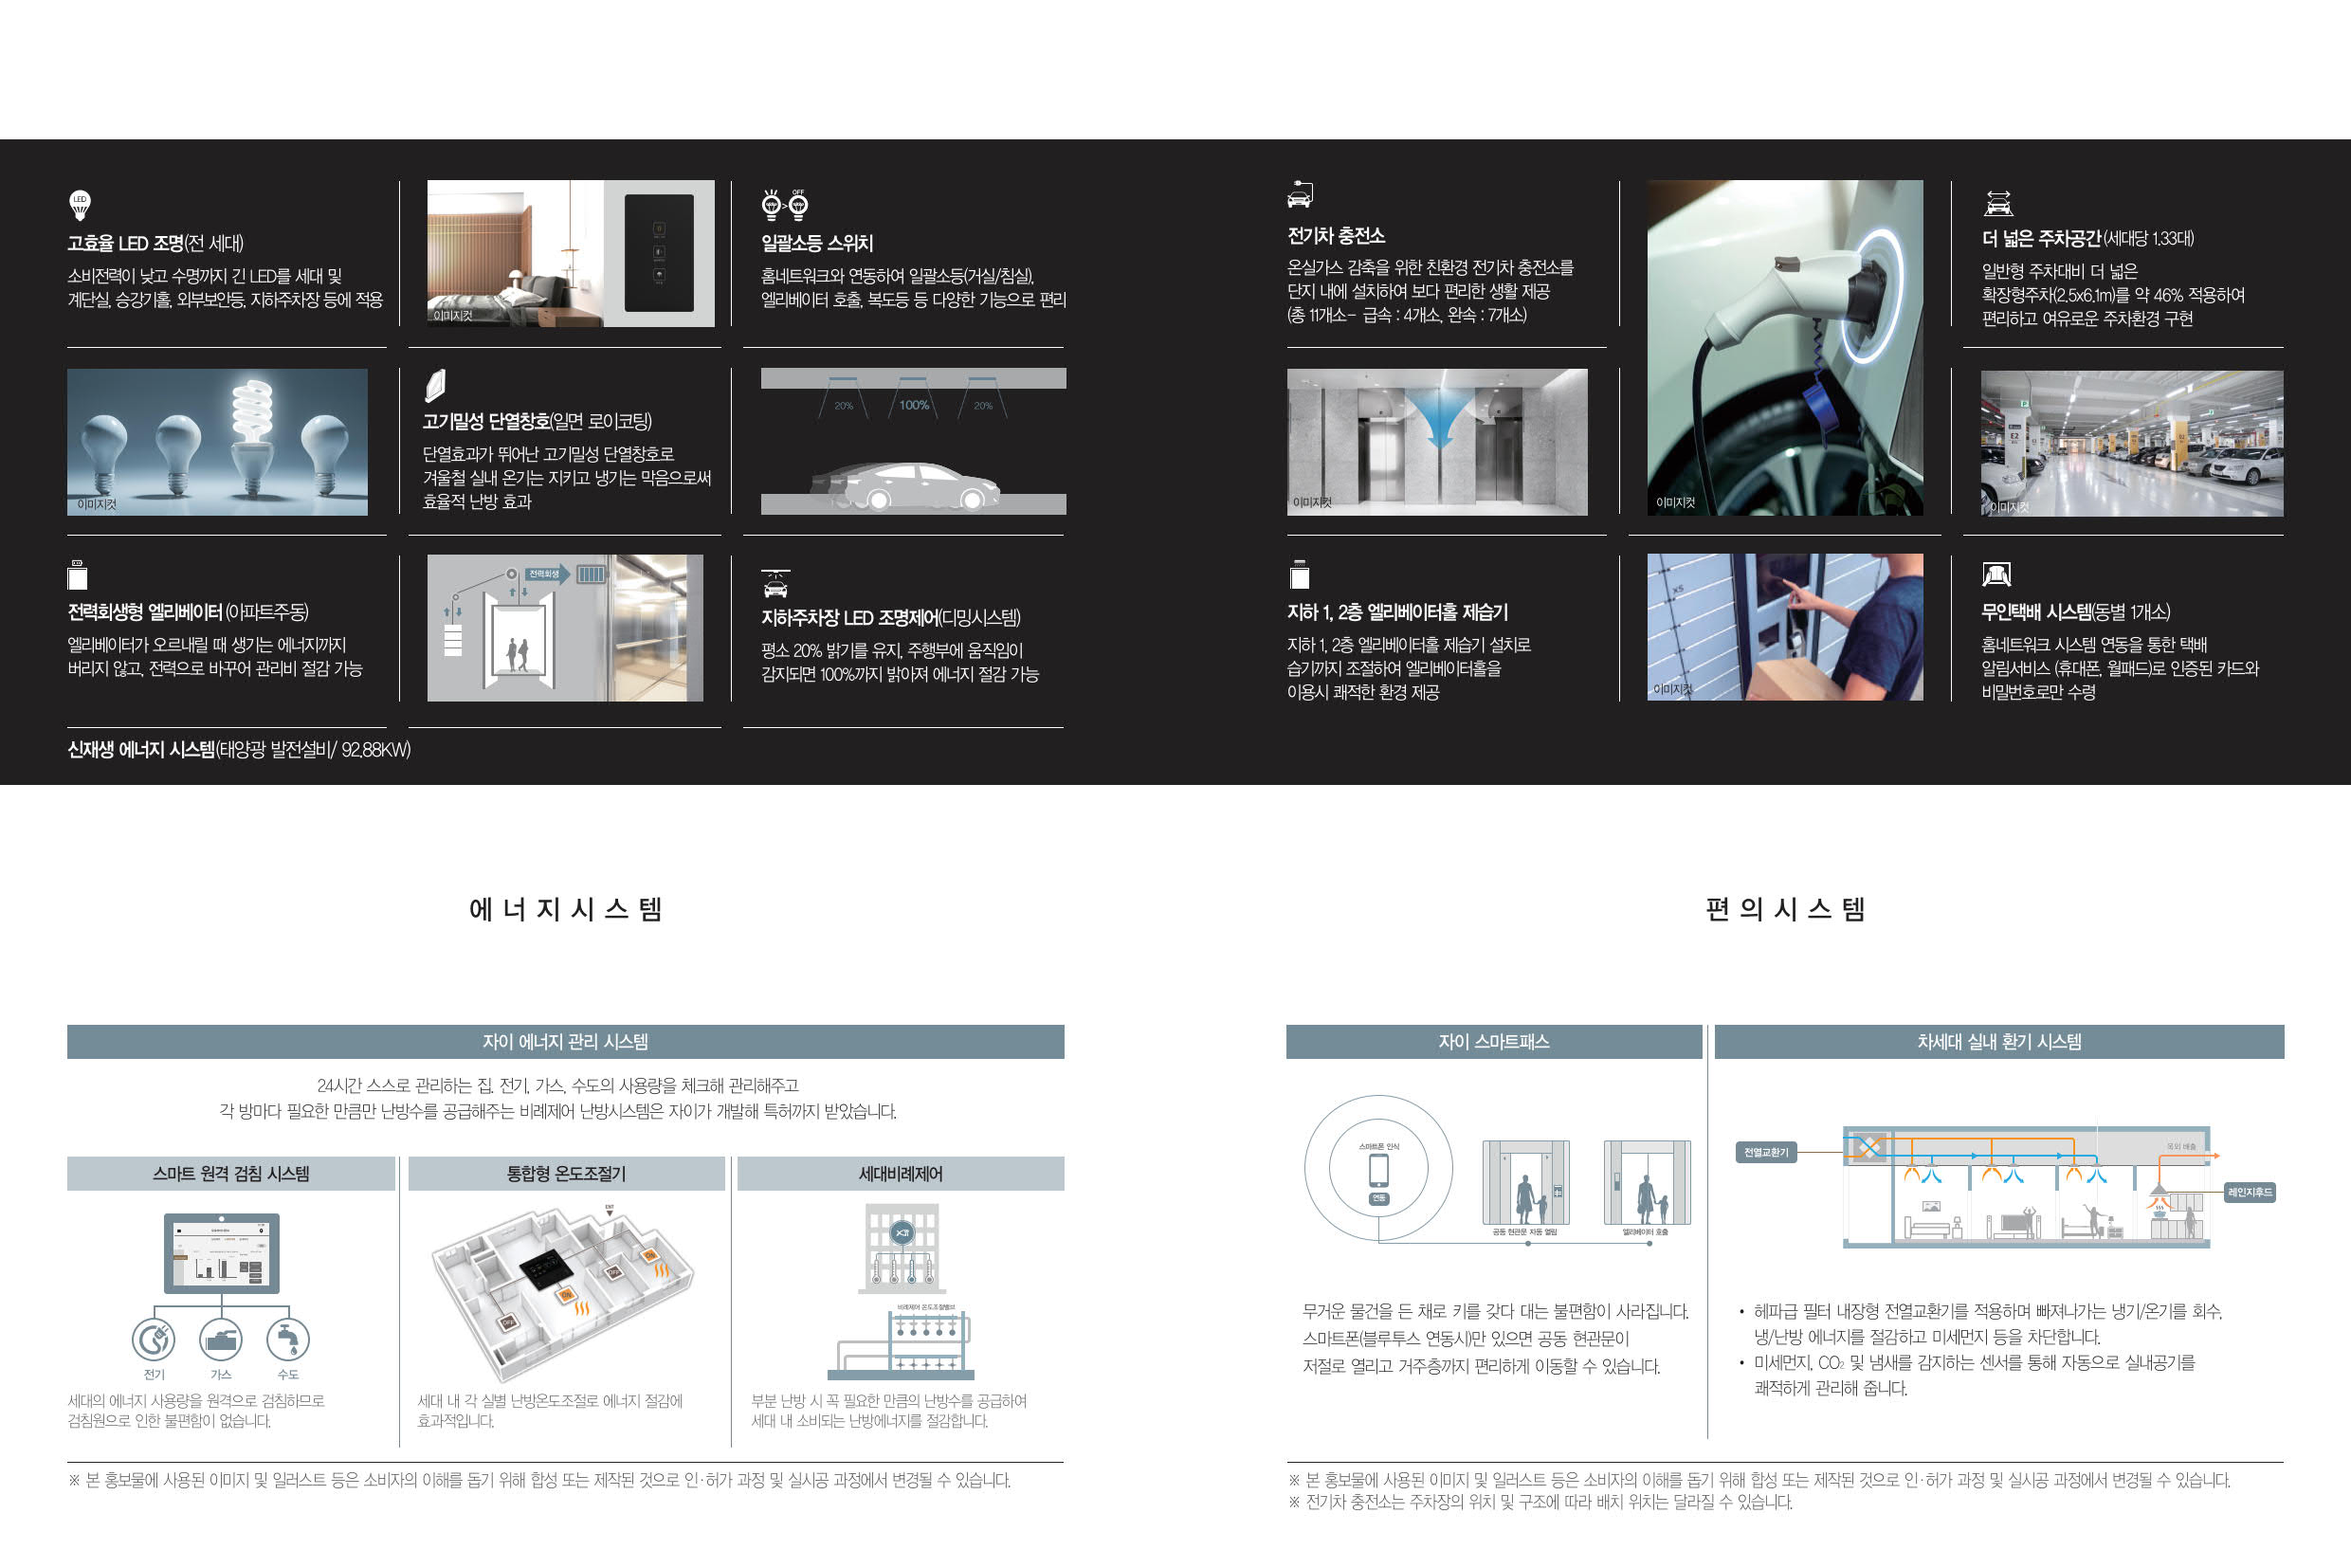 LED
고효율 LED 조명(전 세대)
소비전력이 낮고 수명까지 긴 LED를 세대 및
계단실, 승강기홀, 외부보안등, 지하주차장 등에 적용
이미지컷
OFF
일괄소등 스위치
홈네트워크와 연동하여 일괄소등(거실/침실),
엘리베이터 호출, 복도등 등 다양한 기능으로 편리
이미지컷
고기밀성 단열창호(일면 로이코팅)
단열효과가 뛰어난 고기밀성 단열창호로
겨울철 실내 온기는 지키고 냉기는 막음으로써
효율적 난방 효과
20%
100%
20%
전력회생형 엘리베이터(아파트주동)
엘리베이터가 오르내릴 때 생기는 에너지까지
버리지 않고, 전력으로 바꾸어 관리비 절감 가능
전력회생
지하주차장 LED 조명제어(디밍시스템)
평소 20% 밝기를 유지, 주행부에 움직임이
감지되면 100%까지 밝아져 에너지 절감 가능
신재생 에너지 시스템(태양광 발전설비/ 92.88KW)
전기차 충전소
온실가스 감축을 위한 친환경 전기차 충전소를
단지 내에 설치하여 보다 편리한 생활 제공
(총 11개소- 급속 : 4개소, 완속 : 7개소)
이미지컷
더 넓은 주차공간(세대당 1.33대)
일반형 주차대비 더 넓은
확장형주차(2.5x6.1m)를 약 46% 적용하여
편리하고 여유로운 주차환경 구현
이미지컷
E2
이미지컷
지하 1, 2층 엘리베이터홀 제습기
지하 1, 2층 엘리베이터홀 제습기 설치로
습기까지 조절하여 엘리베이터홀을
이용시 쾌적한 환경 제공
XS
이미지컷
무인택배 시스템(동별 1개소)
홈네트워크 시스템 연동을 통한 택배
알림서비스 (휴대폰, 월패드)로 인증된 카드와
비밀번호로만 수령
에너지시스템
자이 에너지 관리 시스템
24시간 스스로 관리하는 집. 전기, 가스, 수도의 사용량을 체크해 관리해주고
각 방마다 필요한 만큼만 난방수를 공급해주는 비례제어 난방시스템은 자이가 개발해 특허까지 받았습니다.
스마트 원격 검침 시스템
전기
가스
수도
세대의 에너지 사용량을 원격으로 검침하므로
검침원으로 인한 불편함이 없습니다.
통합형 온도조절기
ENT
ON
OFF
ON
OFF
세대 내 각 실별 난방온도조절로 에너지 절감에
효과적입니다.
세대비례제어
비례제어 온도조절밸브
부분 난방 시 꼭 필요한 만큼의 난방수를 공급하여
세대 내 소비되는 난방에너지를 절감합니다.
※ 본 홍보물에 사용된 이미지 및 일러스트 등은 소비자의 이해를 돕기 위해 합성 또는 제작된 것으로 인·허가 과정 및 실시공 과정에서 변경될 수 있습니다.
편의시스템
자이 스마트패스
스마트폰 인식
연동
공동 현관문 자동 열림
엘리베이터 호출
무거운 물건을 든 채로 키를 갖다 대는 불편함이 사라집니다.
스마트폰(블루투스 연동시)만 있으면 공동 현관문이
저절로 열리고 거주층까지 편리하게 이동할 수 있습니다.
차세대 실내 환기 시스템
전열교환기
옥외 배출
레인지후드
• 헤파급 필터 내장형 전열교환기를 적용하며 빠져나가는 냉기/온기를 회수,
냉/난방 에너지를 절감하고 미세먼지 등을 차단합니다.
• 미세먼지, CO₂ 및 냄새를 감지하는 센서를 통해 자동으로 실내공기를
쾌적하게 관리해 줍니다.
※ 본 홍보물에 사용된 이미지 및 일러스트 등은 소비자의 이해를 돕기 위해 합성 또는 제작된 것으로 인·허가 과정 및 실시공 과정에서 변경될 수 있습니다.
※ 전기차 충전소는 주차장의 위치 및 구조에 따라 배치 위치는 달라질 수 있습니다.